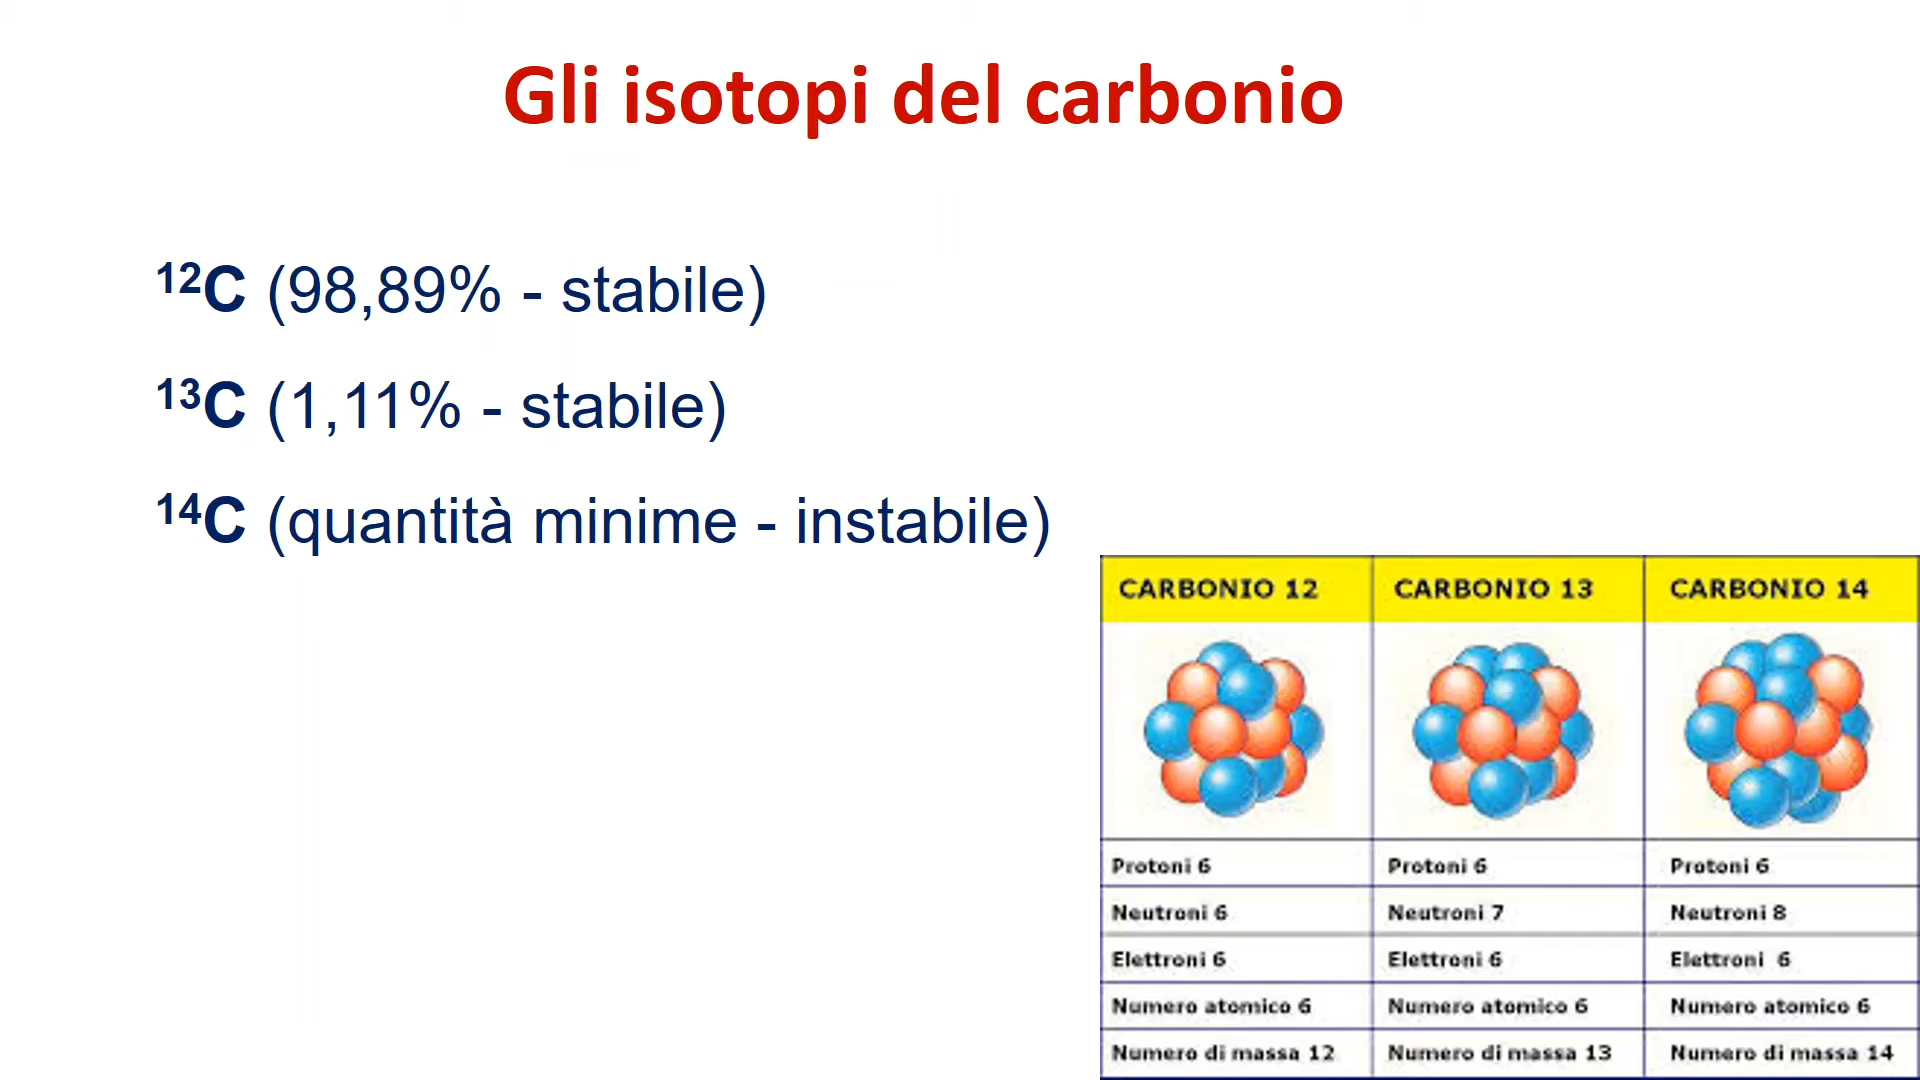 Gli isotopi del carbonio
¹²C (98,89% - stabile)
¹³C (1,11% - stabile)
¹⁴C (quantità minime - instabile)
CARBONIO 12 CARBONIO 13 CARBONIO 14
Protoni 6 Protoni 6 Protoni 6
Neutroni 6 Neutroni 7 Neutroni 8
Elettroni 6 Elettroni 6 Elettroni 6
Numero atomico 6 Numero atomico 6 Numero atomico 6
Numero di massa 12 Numero di massa 13 Numero di massa 14